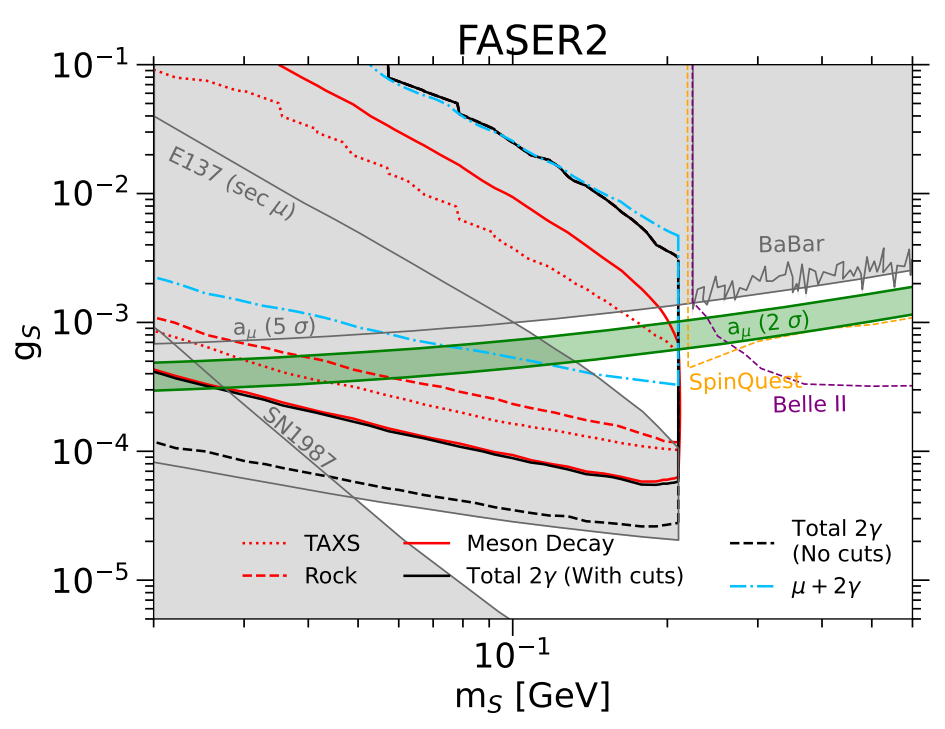 FASER2
10⁻¹
10⁻²
10⁻³
10⁻⁴
10⁻⁵
g_S
E137 (sec μ)
BaBar
a_μ (5 σ)
a_μ (2 σ)
SpinQuest
Belle II
SN1987
TAXS
Rock
Meson Decay
Total 2γ (With cuts)
Total 2γ
(No cuts)
μ + 2γ
10⁻¹
m_S [GeV]